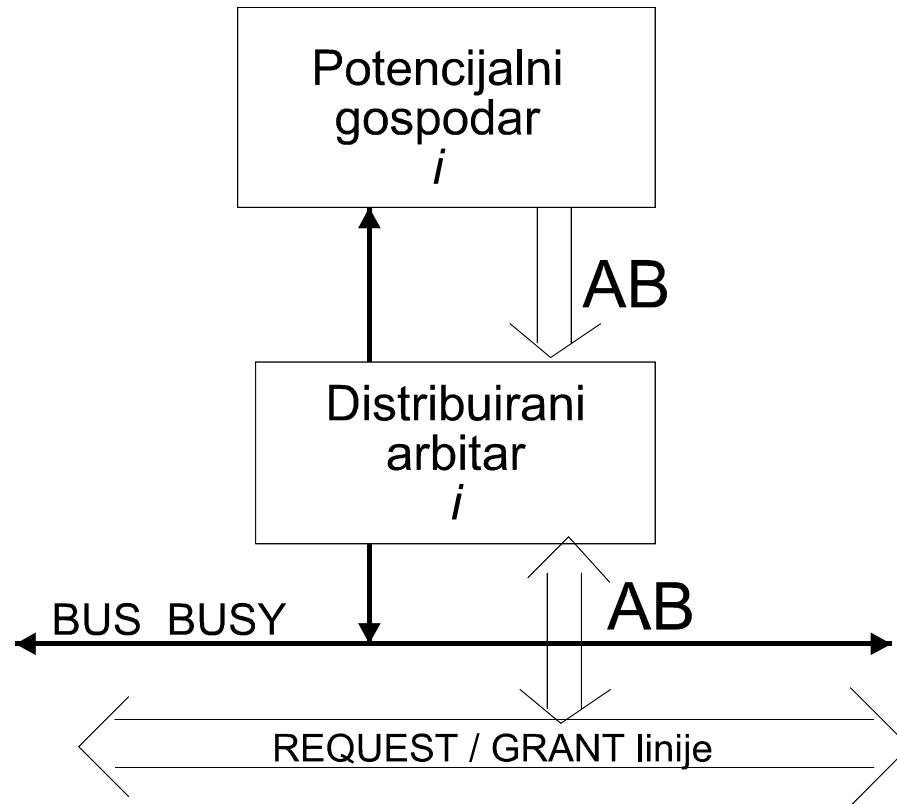 Potencijalni
gospodar
i
AB
Distribuirani
arbitar
i
AB
BUS BUSY
REQUEST / GRANT linije